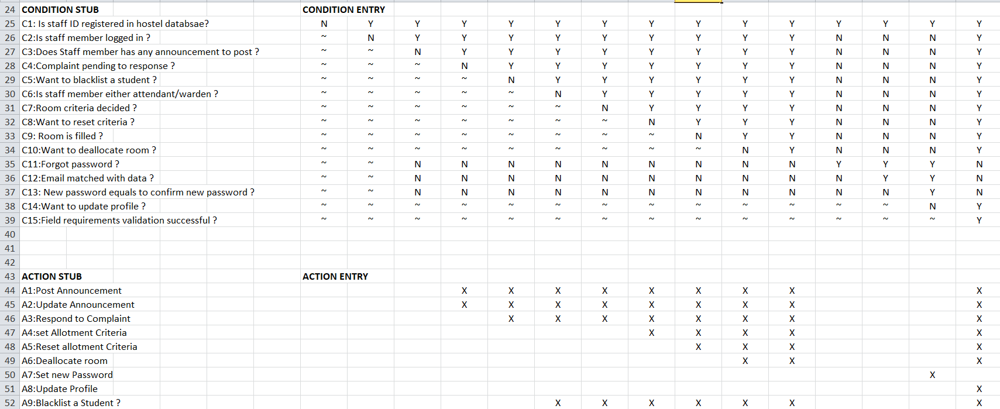 24 CONDITION STUB CONDITION ENTRY
25 C1: Is staff ID registered in hostel databsae? N Y Y Y Y Y Y Y Y Y Y Y Y Y Y
26 C2:Is staff member logged in ? ~ N Y Y Y Y Y Y Y Y Y N N N Y
27 C3:Does Staff member has any announcement to post ? ~ ~ N Y Y Y Y Y Y Y Y N N N Y
28 C4:Complaint pending to response ? ~ ~ ~ N Y Y Y Y Y Y Y N N N Y
29 C5:Want to blacklist a student ? ~ ~ ~ ~ N Y Y Y Y Y Y N N N Y
30 C6:Is staff member either attendant/warden ? ~ ~ ~ ~ ~ N Y Y Y Y Y N N N Y
31 C7:Room criteria decided ? ~ ~ ~ ~ ~ ~ N Y Y Y Y N N N Y
32 C8:Want to reset criteria ? ~ ~ ~ ~ ~ ~ ~ N Y Y Y N N N Y
33 C9: Room is filled ? ~ ~ ~ ~ ~ ~ ~ ~ N Y Y N N N Y
34 C10:Want to deallocate room ? ~ ~ ~ ~ ~ ~ ~ ~ ~ N Y N N N Y
35 C11:Forgot password ? ~ ~ N N N N N N N N N Y Y Y N
36 C12:Email matched with data ? ~ ~ N N N N N N N N N N Y Y N
37 C13: New password equals to confirm new password ? ~ ~ N N N N N N N N N N N Y N
38 C14:Want to update profile ? ~ ~ ~ ~ ~ ~ ~ ~ ~ ~ ~ ~ ~ N Y
39 C15:Field requirements validation successful ? ~ ~ ~ ~ ~ ~ ~ ~ ~ ~ ~ ~ ~ ~ Y
40
41
42
43 ACTION STUB ACTION ENTRY
44 A1:Post Announcement X X X X X X X X X
45 A2:Update Announcement X X X X X X X X X
46 A3:Respond to Complaint X X X X X X X X
47 A4:set Allotment Criteria X X X X X
48 A5:Reset allotment Criteria X X X X
49 A6:Deallocate room X X X
50 A7:Set new Password X
51 A8:Update Profile X
52 A9:Blacklist a Student ? X X X X X X X